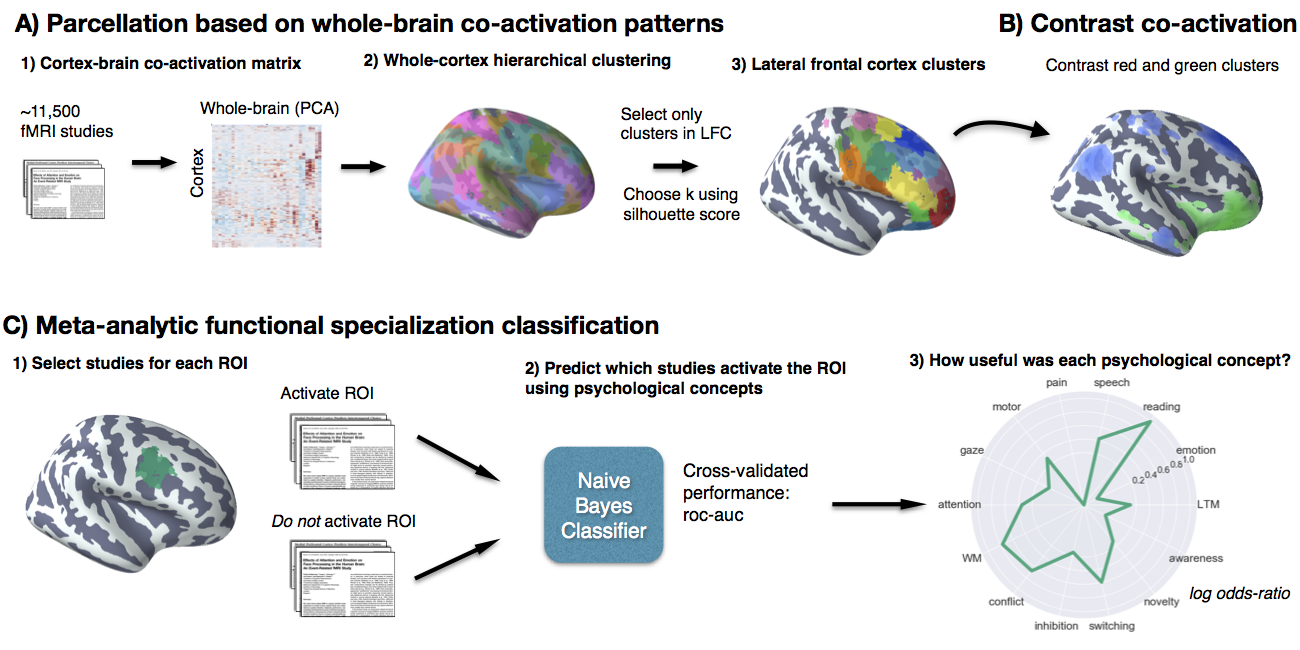 A) Parcellation based on whole-brain co-activation patterns
B) Contrast co-activation
1) Cortex-brain co-activation matrix
2) Whole-cortex hierarchical clustering
3) Lateral frontal cortex clusters
Contrast red and green clusters
~11,500
fMRI studies
Whole-brain (PCA)
Cortex
Select only
clusters in LFC
Choose k using
silhouette score
C) Meta-analytic functional specialization classification
1) Select studies for each ROI
2) Predict which studies activate the ROI
using psychological concepts
3) How useful was each psychological concept?
Activate ROI
Do not activate ROI
Naive
Bayes
Classifier
Cross-validated
performance:
roc-auc
pain
speech
motor
reading
gaze
emotion
0.2 0.4 0.6 0.8 1.0
attention
LTM
WM
awareness
conflict
novelty
inhibition
switching
log odds-ratio